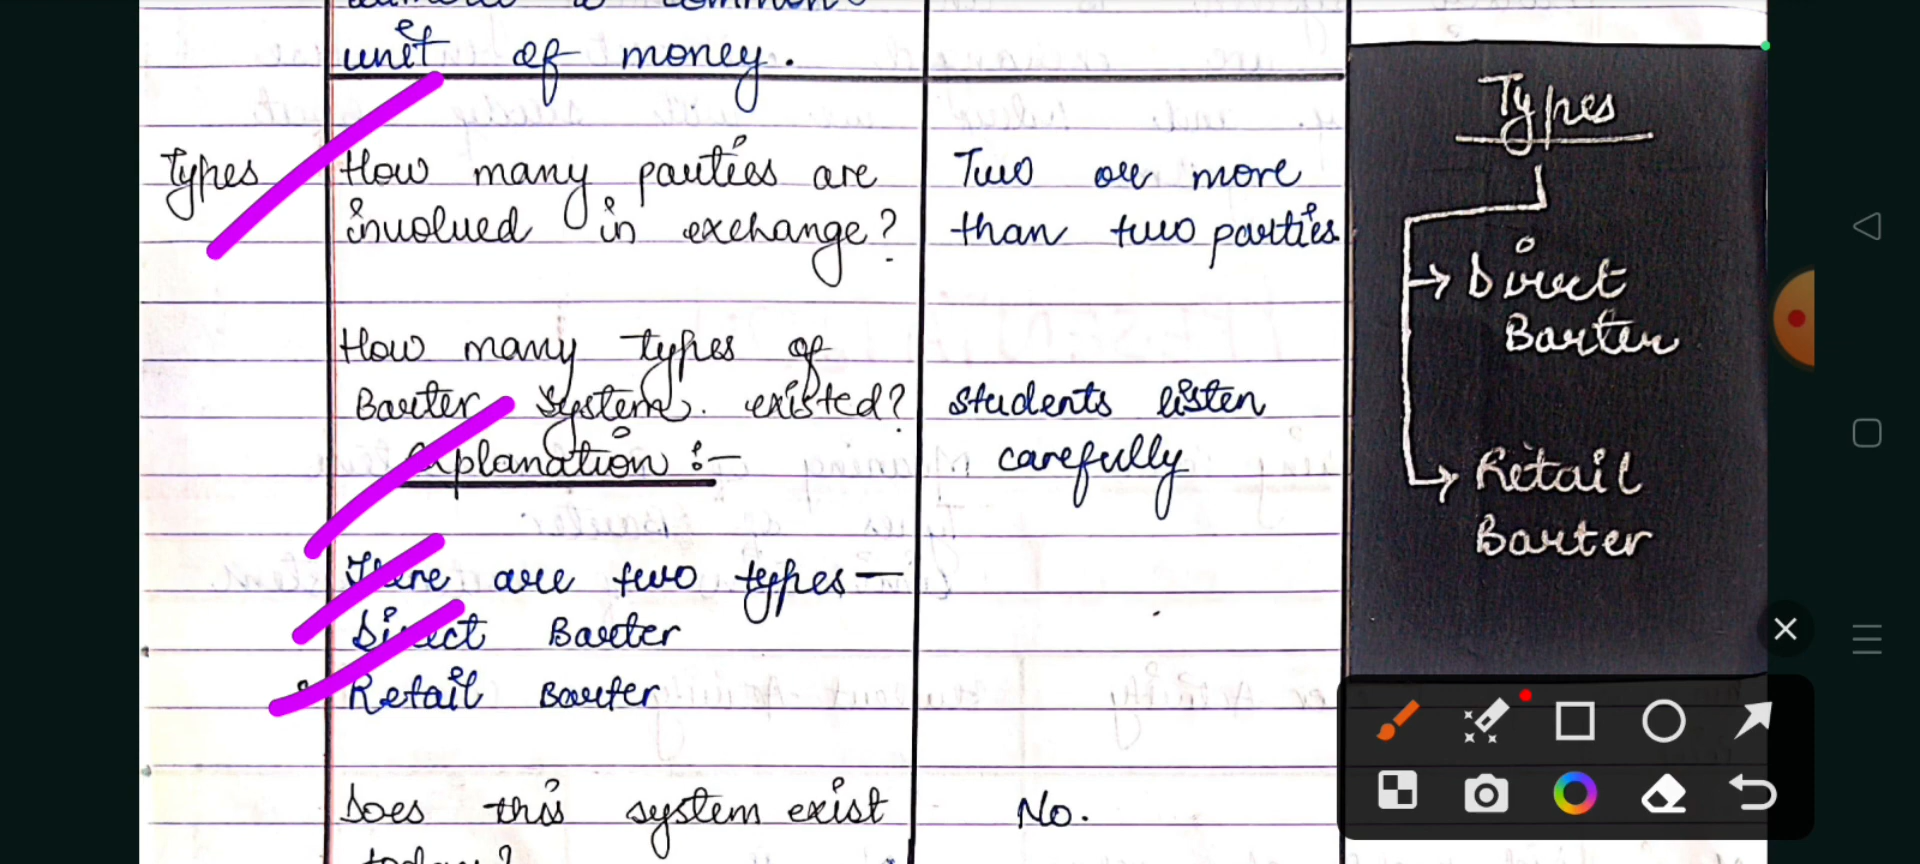 unit of money.
Types
How many parties are
involved in exchange?
Two or more
than two parties.
How many types of
Barter System. existed?
Explanation :-
students listen
carefully
There are two types —
Direct Barter
Retail Barter
Does this system exist
today?
No.
Types
→ Direct
Barter
→ Retail
Barter